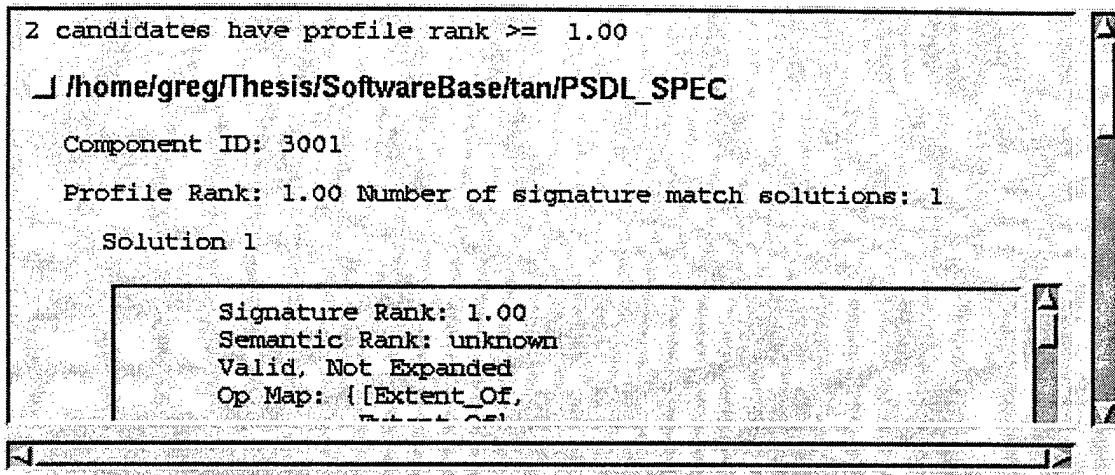 2 candidates have profile rank >= 1.00
/home/greg/Thesis/SoftwareBase/tan/PSDL_SPEC
Component ID: 3001
Profile Rank: 1.00 Number of signature match solutions: 1
Solution 1
Signature Rank: 1.00
Semantic Rank: unknown
Valid, Not Expanded
Op Map: {[Extent_Of,